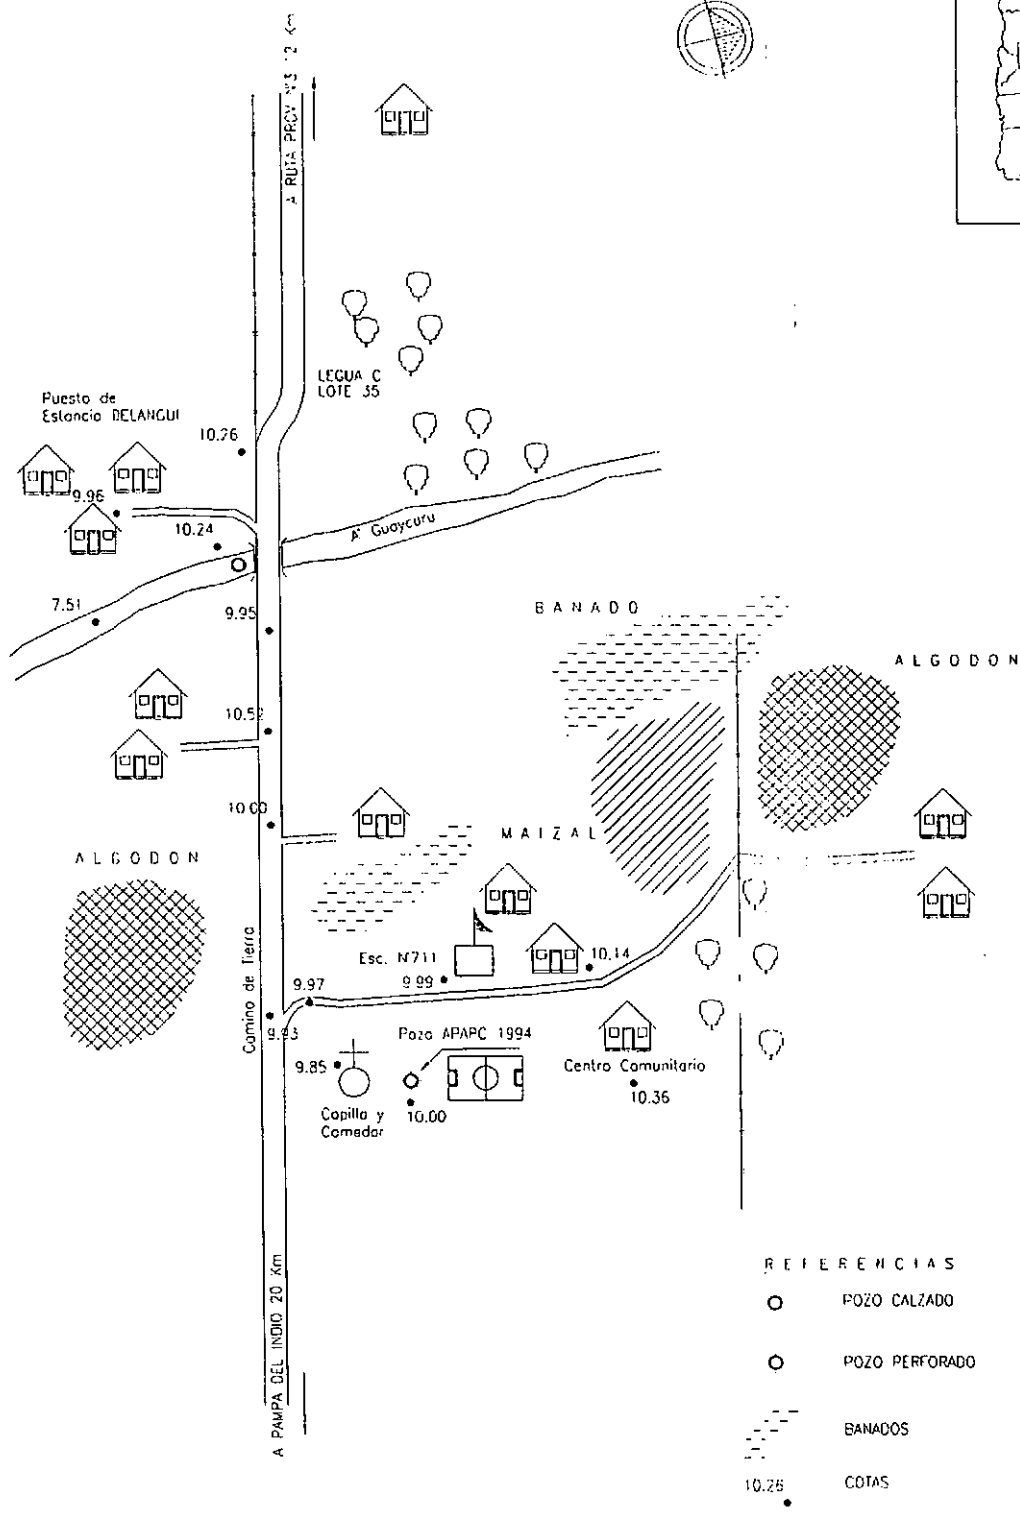 A RUTA PROV N°3 12 Km
LEGUA C
LOTE 35
Puesto de
Estancia DELANGUI
10.26
9.96
10.24
A° Guaycuru
7.51
9.95
BANADO
ALGODON
10.52
10.00
MAIZAL
ALGODON
Camino de Tierra
Esc. N°711
9.99
10.14
9.97
9.93
Pozo APAPC 1994
9.85
Centro Comunitario
10.36
10.00
Capilla y
Comedor
A PAMPA DEL INDIO 20 Km
REFERENCIAS
POZO CALZADO
POZO PERFORADO
BANADOS
10.26
COTAS